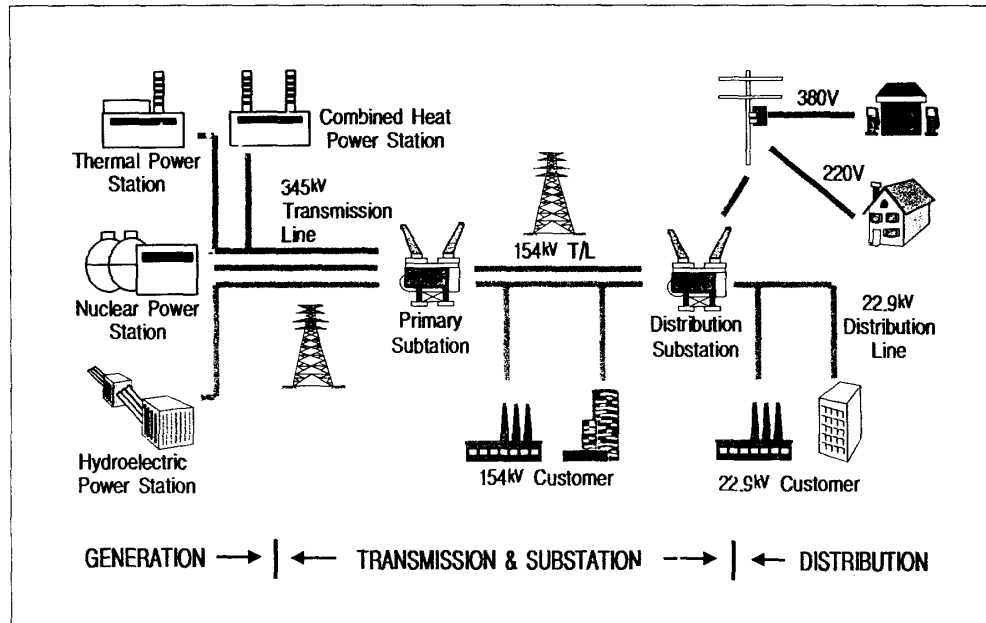 Thermal Power
Station
Combined Heat
Power Station
345kV
Transmission
Line
Nuclear Power
Station
Hydroelectric
Power Station
Primary
Subtation
154kV T/L
154kV Customer
Distribution
Substation
380V
220V
22.9kV
Distribution
Line
22.9kV Customer
GENERATION
TRANSMISSION & SUBSTATION
DISTRIBUTION